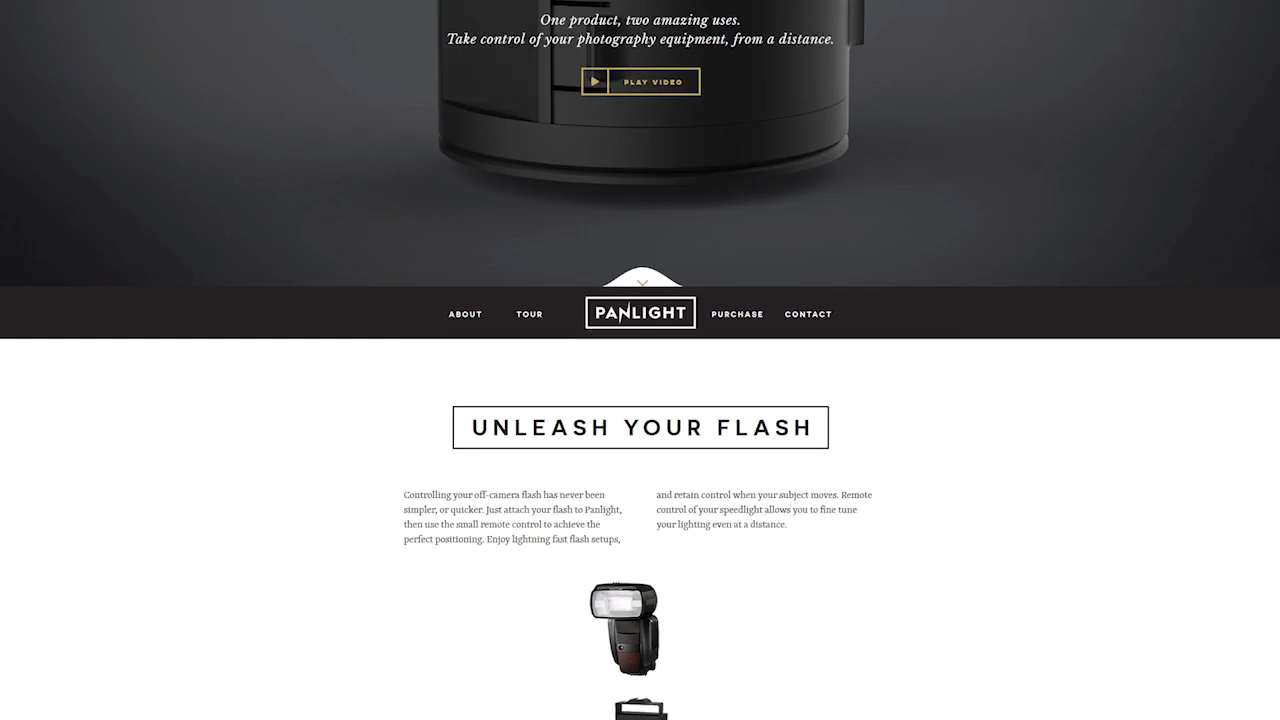 One product, two amazing uses.
Take control of your photography equipment, from a distance.
PLAY VIDEO
ABOUT TOUR PANLIGHT PURCHASE CONTACT
UNLEASH YOUR FLASH
Controlling your off-camera flash has never been
simpler, or quicker. Just attach your flash to Panlight,
then use the small remote control to achieve the
perfect positioning. Enjoy lightning fast flash setups,
and retain control when your subject moves. Remote
control of your speedlight allows you to fine tune
your lighting even at a distance.